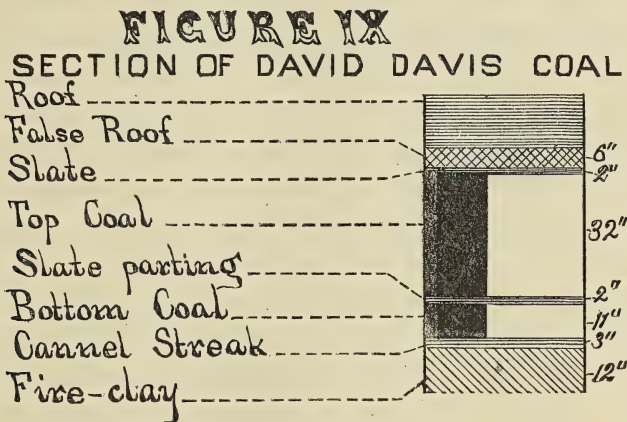 FIGURE IX
SECTION OF DAVID DAVIS COAL
Roof
False Roof
6"
Slate
2"
Top Coal
32"
Slate parting
2"
Bottom Coal
11"
Cannel Streak
3"
Fire-clay
12"